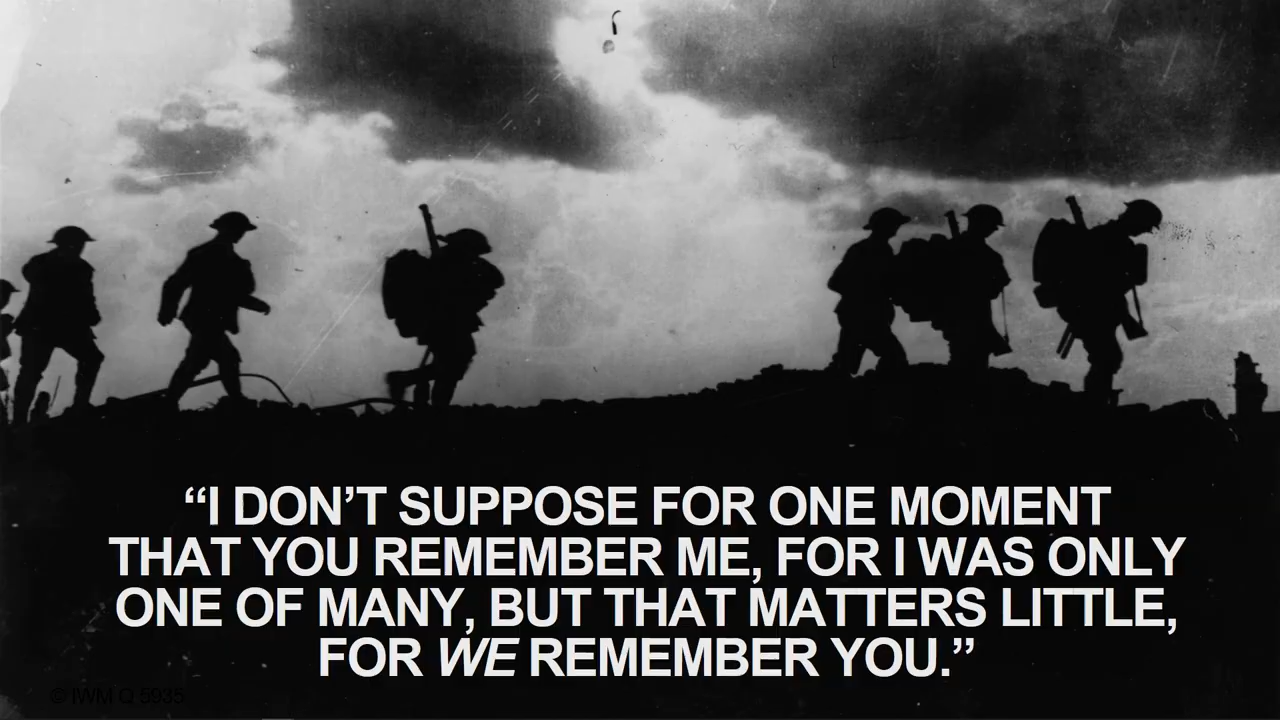 “I DON’T SUPPOSE FOR ONE MOMENT
THAT YOU REMEMBER ME, FOR I WAS ONLY
ONE OF MANY, BUT THAT MATTERS LITTLE,
FOR WE REMEMBER YOU.”
© IWM Q 5935